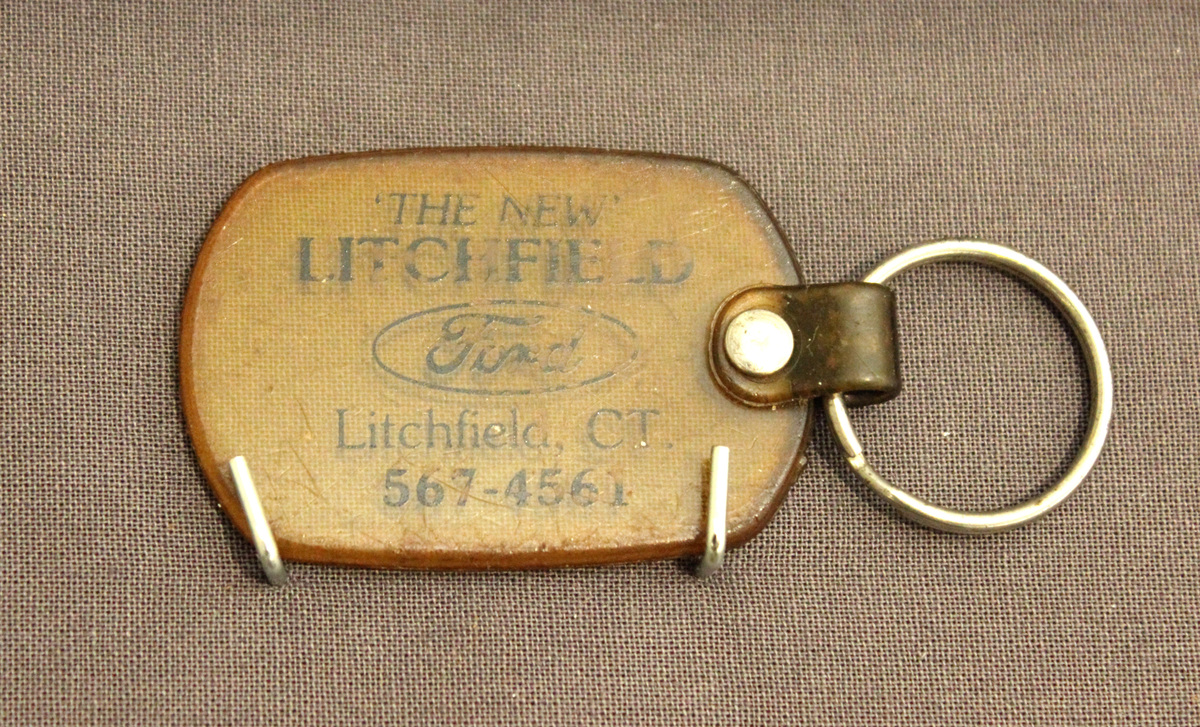 'THE NEW'
LITCHFIELD
Ford
Litchfield, CT.
567-4561